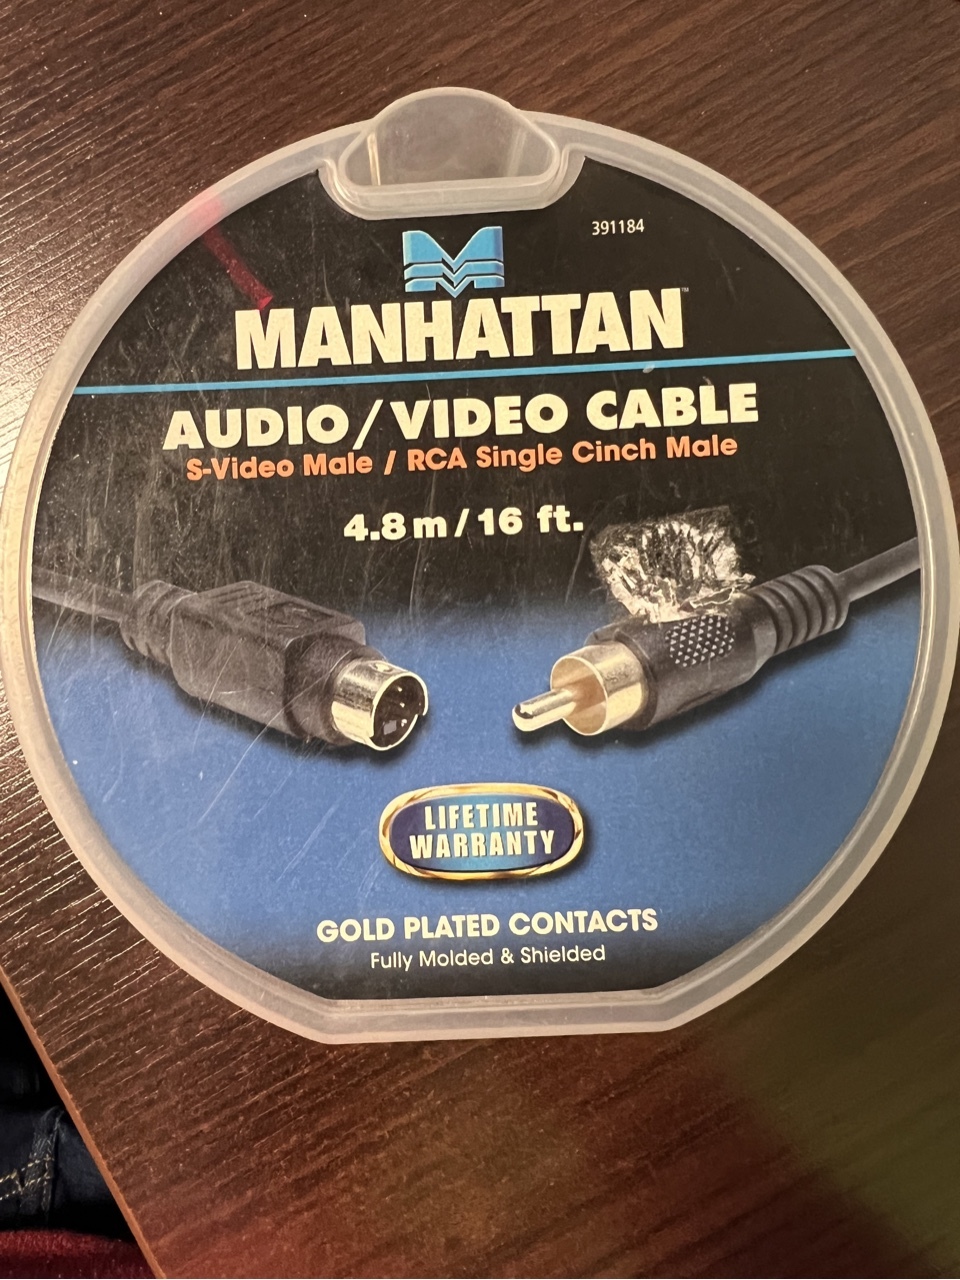 391184
MANHATTAN™
AUDIO/VIDEO CABLE
S-Video Male / RCA Single Cinch Male
4.8 m / 16 ft.
LIFETIME
WARRANTY
GOLD PLATED CONTACTS
Fully Molded & Shielded